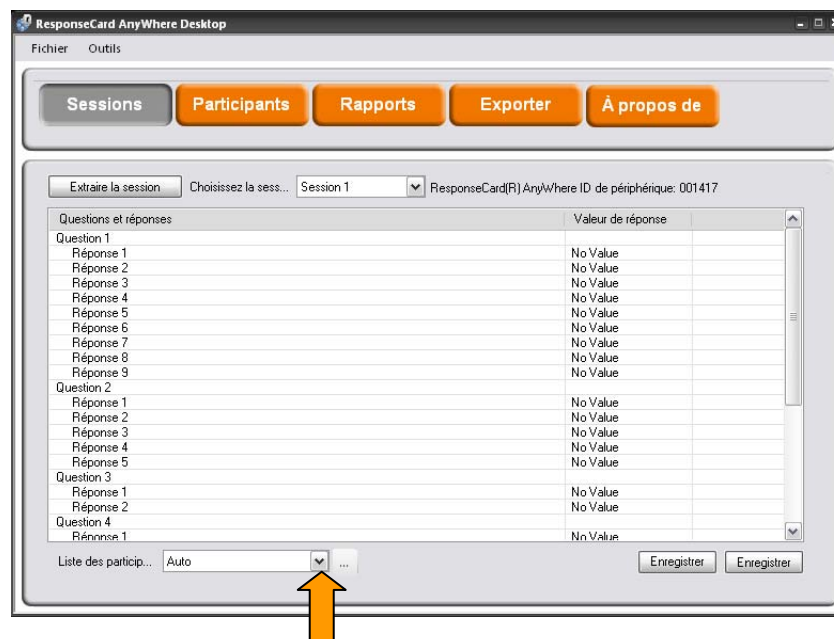 ResponseCard AnyWhere Desktop
Fichier Outils
Sessions Participants Rapports Exporter À propos de
Extraire la session Choisissez la sess... Session 1 ResponseCard(R) AnyWhere ID de périphérique: 001417
Questions et réponses Valeur de réponse
Question 1
Réponse 1 No Value
Réponse 2 No Value
Réponse 3 No Value
Réponse 4 No Value
Réponse 5 No Value
Réponse 6 No Value
Réponse 7 No Value
Réponse 8 No Value
Réponse 9 No Value
Question 2
Réponse 1 No Value
Réponse 2 No Value
Réponse 3 No Value
Réponse 4 No Value
Réponse 5 No Value
Question 3
Réponse 1 No Value
Réponse 2 No Value
Question 4
Réponse 1 No Value
Liste des particip... Auto ... Enregistrer Enregistrer